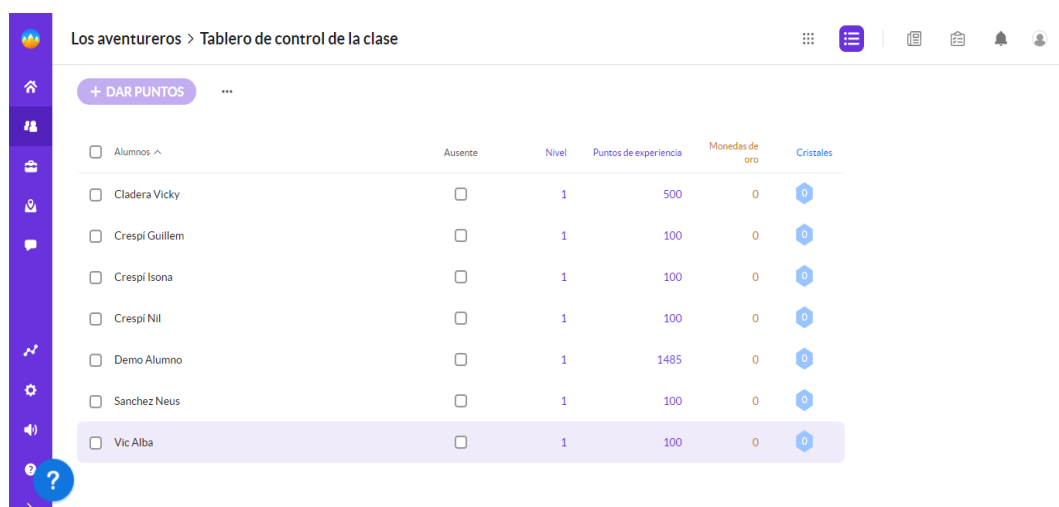 Los aventureros > Tablero de control de la clase
+ DAR PUNTOS ...
Alumnos Ausente Nivel Puntos de experiencia Monedas de oro Cristales
Cladera Vicky 1 500 0 0
Crespí Guillem 1 100 0 0
Crespí Isona 1 100 0 0
Crespí Nil 1 100 0 0
Demo Alumno 1 1485 0 0
Sanchez Neus 1 100 0 0
Vic Alba 1 100 0 0
?
?